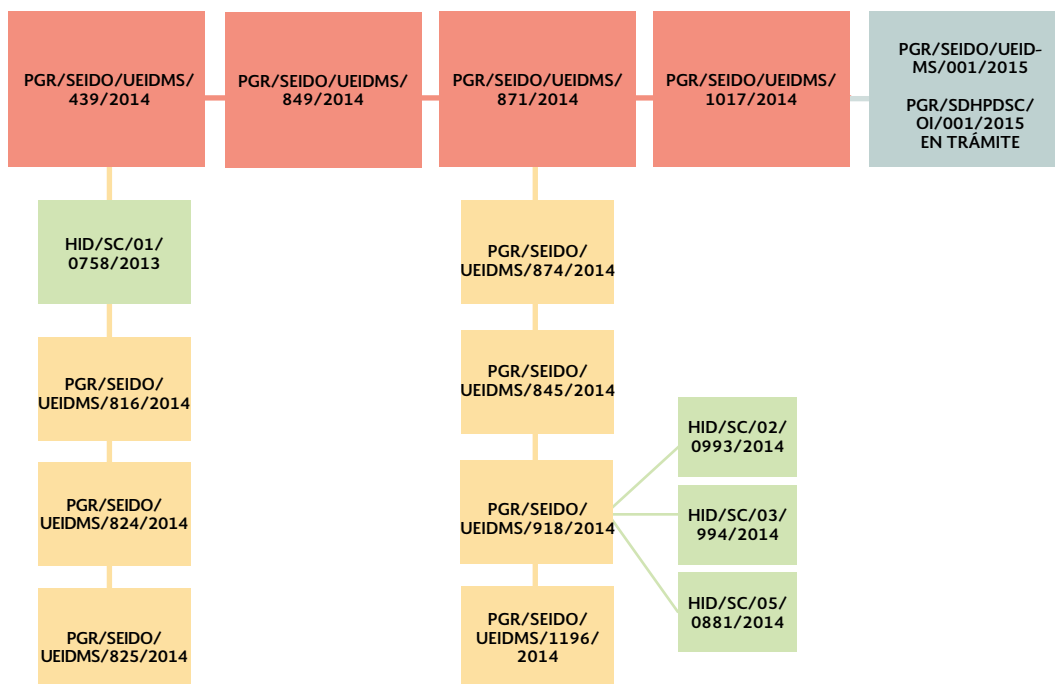 PGR/SEIDO/UEIDMS/
439/2014
PGR/SEIDO/UEIDMS/
849/2014
PGR/SEIDO/UEIDMS/
871/2014
PGR/SEIDO/UEIDMS/
1017/2014
PGR/SEIDO/UEID-
MS/001/2015
PGR/SDHPDSC/
OI/001/2015
EN TRÁMITE
HID/SC/01/
0758/2013
PGR/SEIDO/
UEIDMS/816/2014
PGR/SEIDO/
UEIDMS/824/2014
PGR/SEIDO/
UEIDMS/825/2014
PGR/SEIDO/
UEIDMS/874/2014
PGR/SEIDO/
UEIDMS/845/2014
PGR/SEIDO/
UEIDMS/918/2014
PGR/SEIDO/
UEIDMS/1196/
2014
HID/SC/02/
0993/2014
HID/SC/03/
994/2014
HID/SC/05/
0881/2014